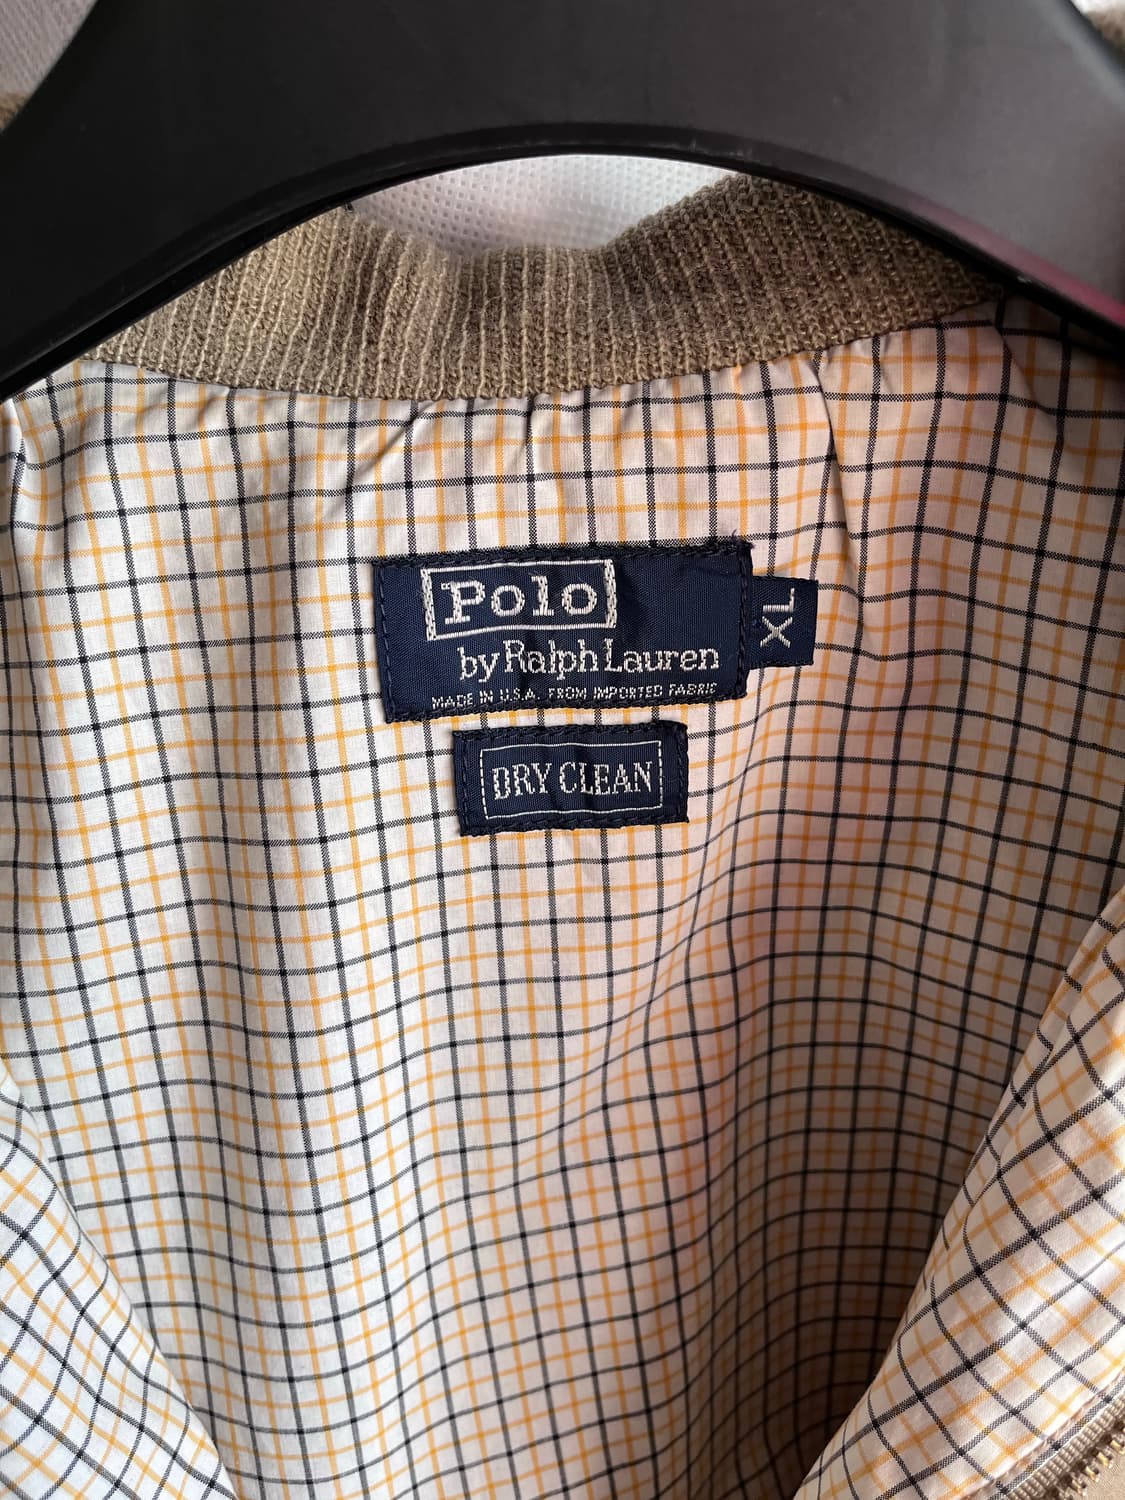 Polo
by Ralph Lauren
MADE IN U.S.A. FROM IMPORTED FABRIC
XL
DRY CLEAN